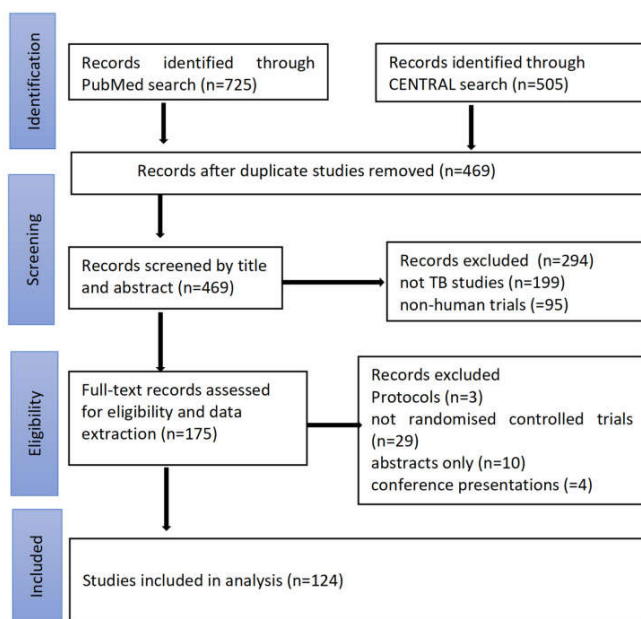 Identification
Records identified through
PubMed search (n=725)
Records identified through
CENTRAL search (n=505)
Records after duplicate studies removed (n=469)
Screening
Records screened by title
and abstract (n=469)
Records excluded (n=294)
not TB studies (n=199)
non-human trials (=95)
Eligibility
Full-text records assessed
for eligibility and data
extraction (n=175)
Records excluded
Protocols (n=3)
not randomised controlled trials
(n=29)
abstracts only (n=10)
conference presentations (=4)
Included
Studies included in analysis (n=124)